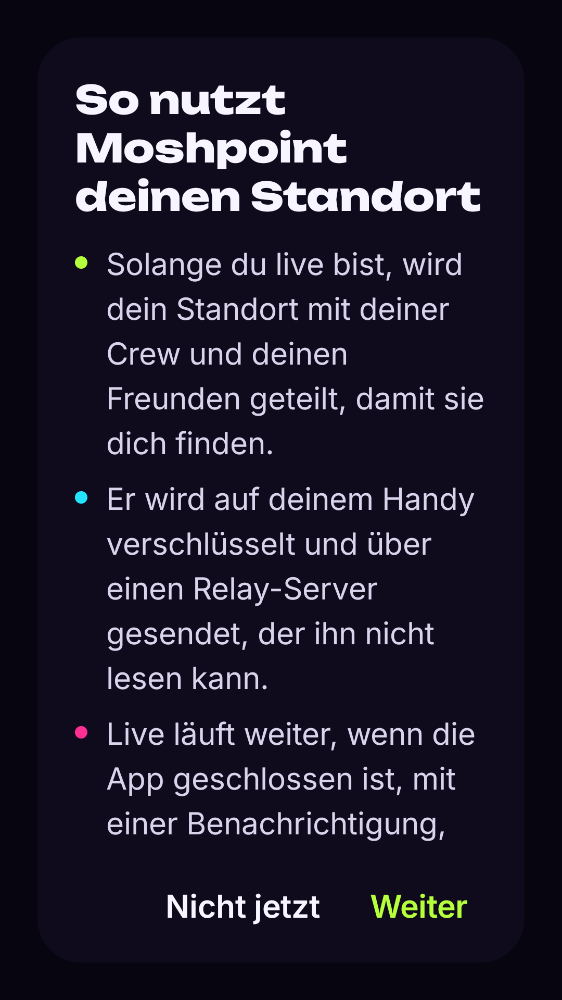 So nutzt
Moshpoint
deinen Standort
Solange du live bist, wird
dein Standort mit deiner
Crew und deinen
Freunden geteilt, damit sie
dich finden.
Er wird auf deinem Handy
verschlüsselt und über
einen Relay-Server
gesendet, der ihn nicht
lesen kann.
Live läuft weiter, wenn die
App geschlossen ist, mit
einer Benachrichtigung,
Nicht jetzt
Weiter